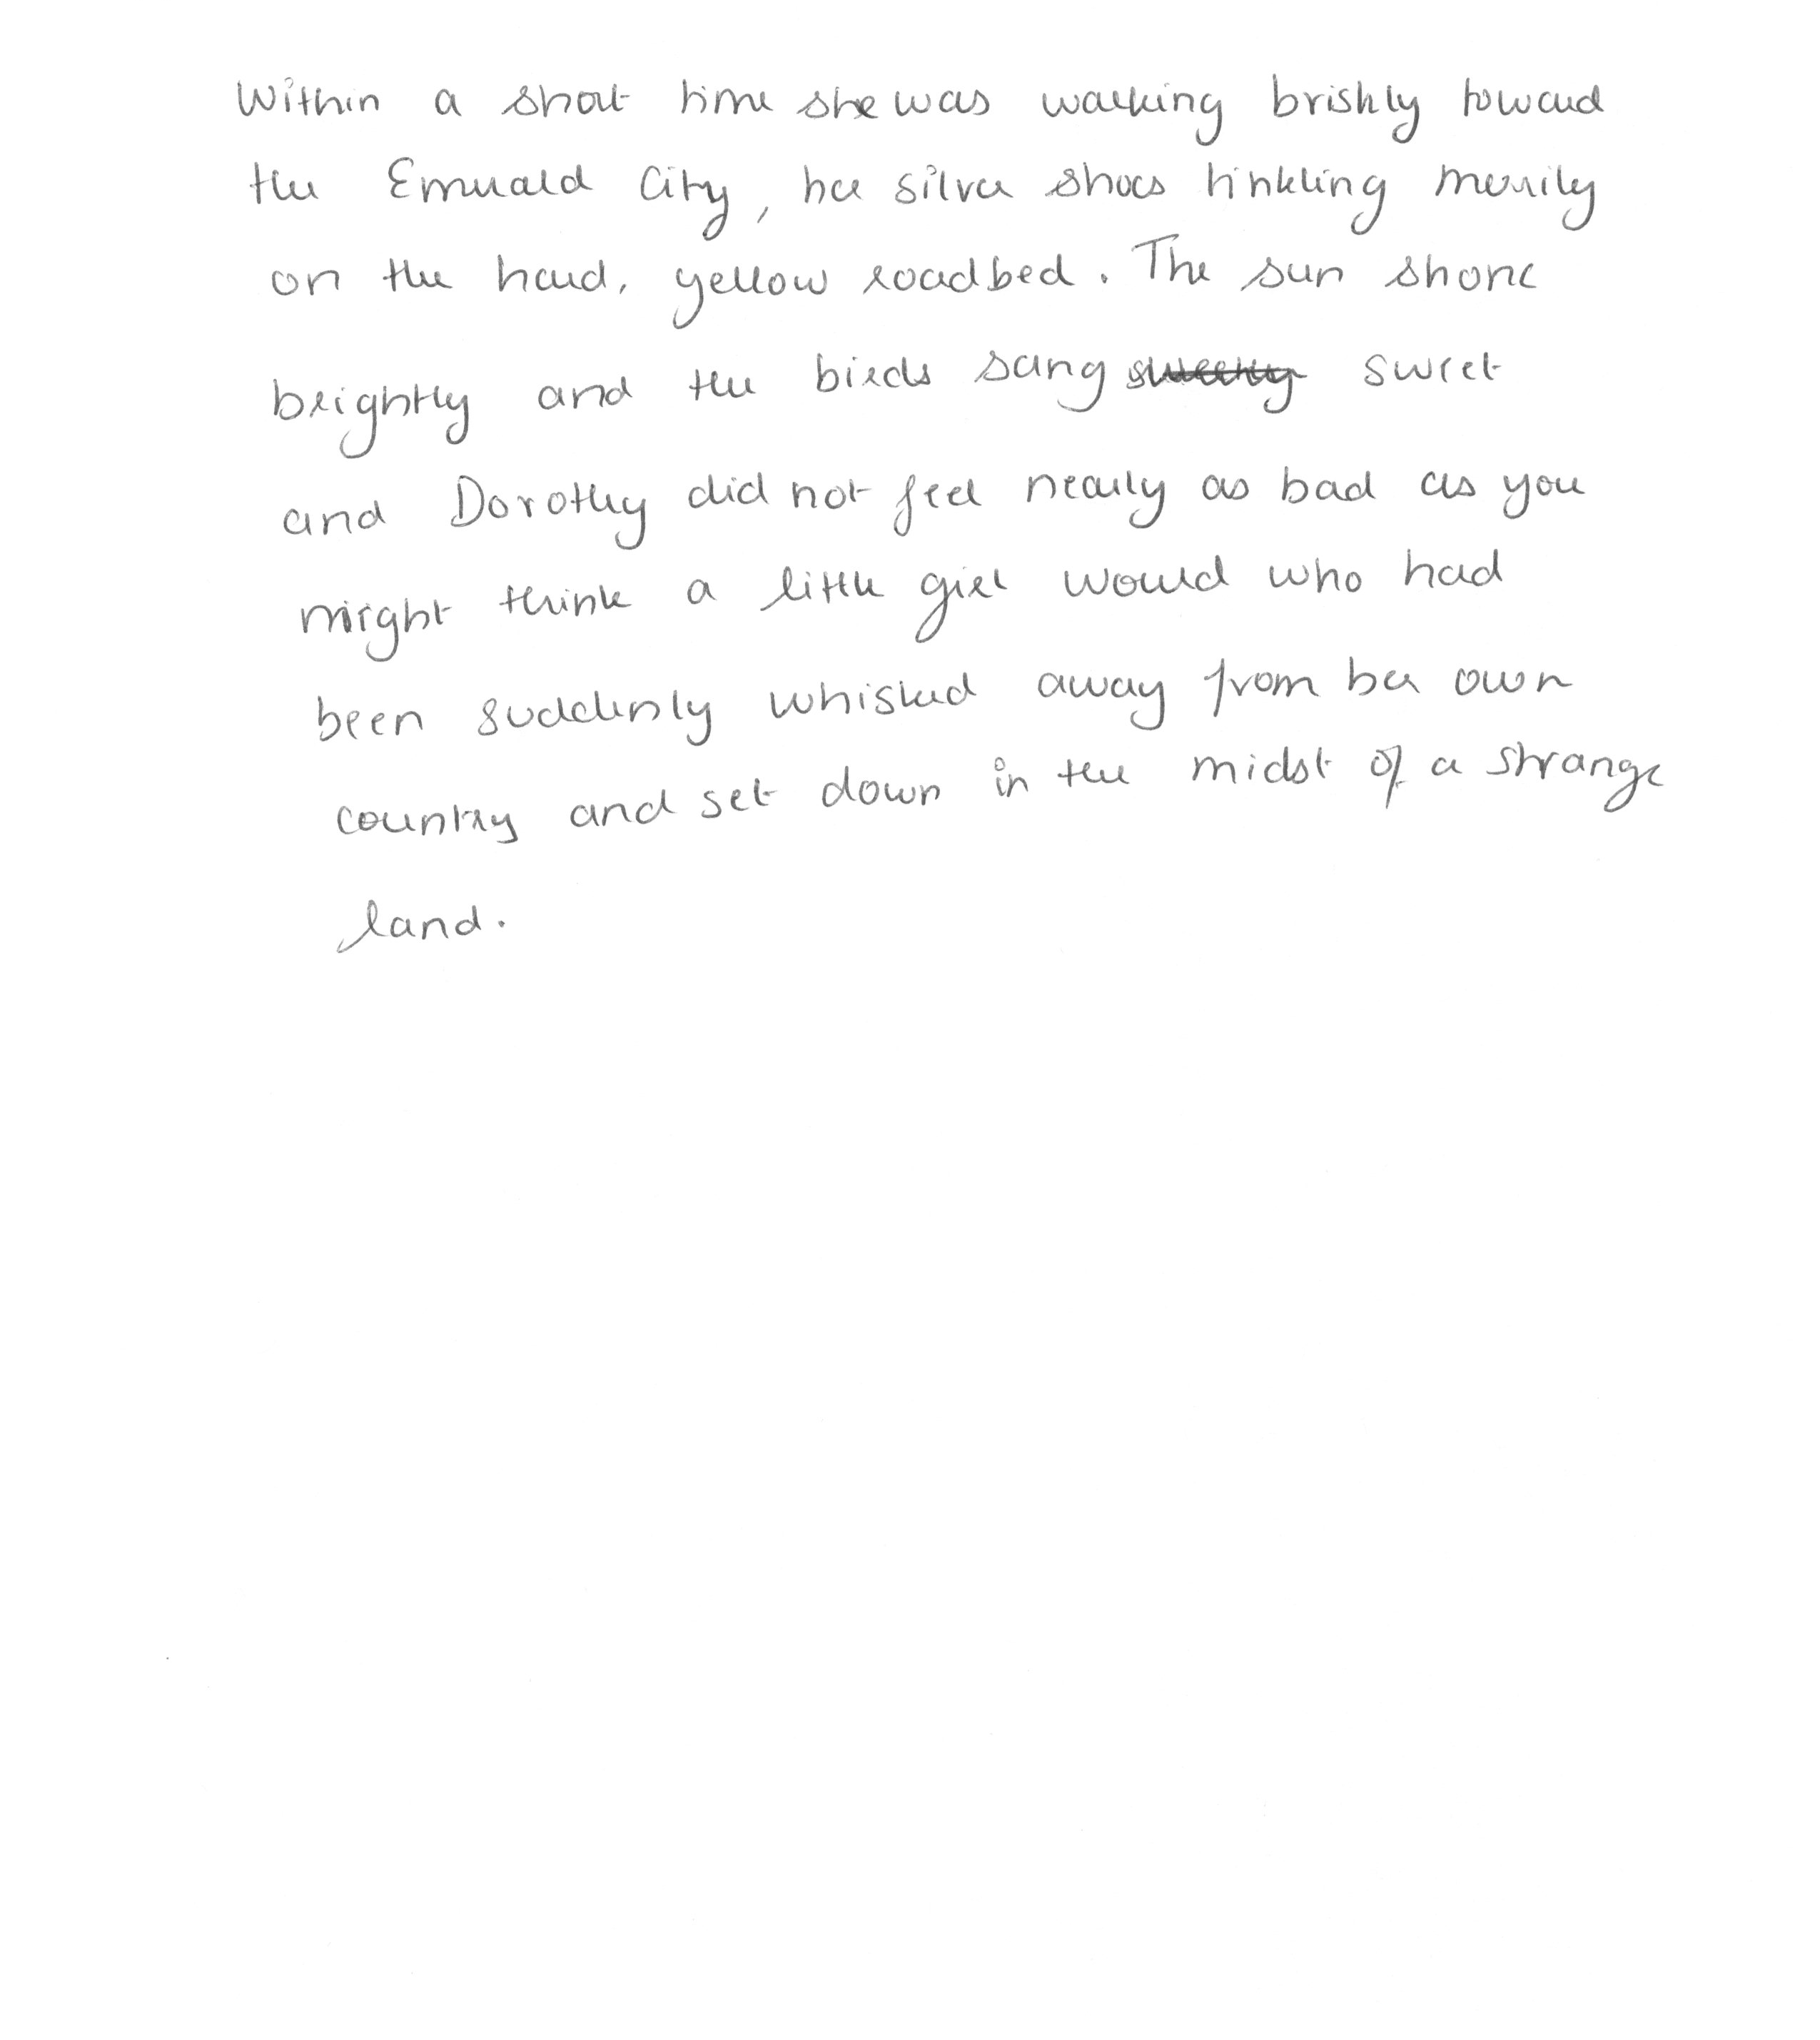 Within a short time she was walking briskly toward
the Emerald City, her silver shoes tinkling merrily
on the hard, yellow roadbed. The sun shone
brightly and the birds sang sweetly sweet
and Dorothy did not feel nearly as bad as you
might think a little girl would who had
been suddenly whisked away from her own
country and set down in the midst of a strange
land.